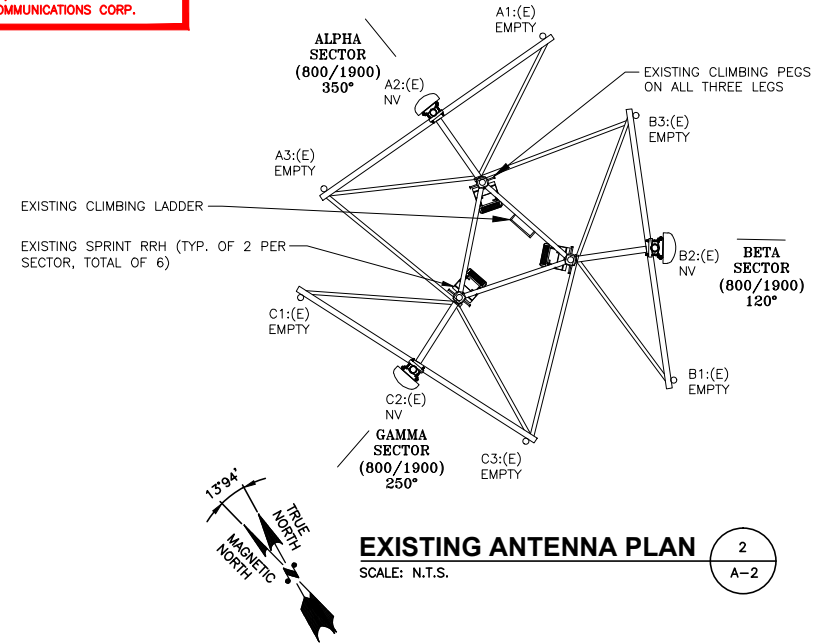 OMMUNICATIONS CORP.
A1:(E)
EMPTY
ALPHA
SECTOR
(800/1900)
350°
A2:(E)
NV
EXISTING CLIMBING PEGS
ON ALL THREE LEGS
B3:(E)
EMPTY
A3:(E)
EMPTY
EXISTING CLIMBING LADDER
EXISTING SPRINT RRH (TYP. OF 2 PER
SECTOR, TOTAL OF 6)
B2:(E)
NV
BETA
SECTOR
(800/1900)
120°
C1:(E)
EMPTY
B1:(E)
EMPTY
C2:(E)
NV
GAMMA
SECTOR
(800/1900)
250°
C3:(E)
EMPTY
13°94'
TRUE
NORTH
MAGNETIC
NORTH
EXISTING ANTENNA PLAN
SCALE: N.T.S.
2
A-2